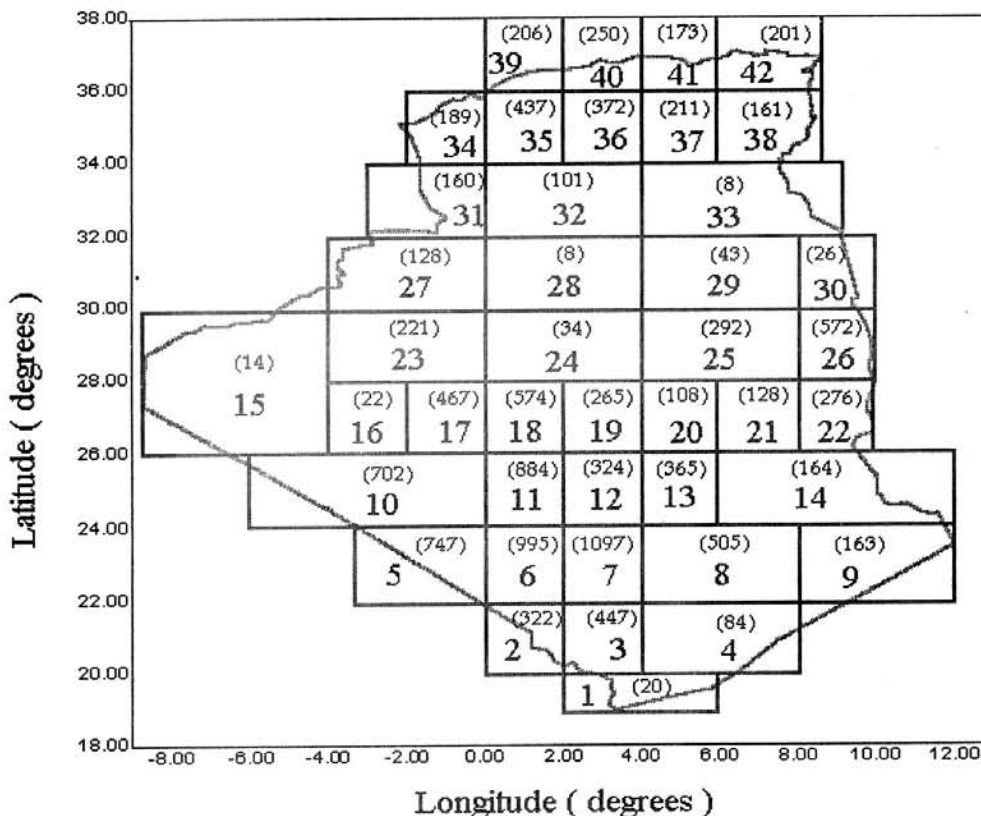 38.00
(206) (250) (173) (201)
39 40 41 42
36.00
(189) (437) (372) (211) (161)
34 35 36 37 38
34.00
(160) (101) (8)
31 32 33
32.00
(128) (8) (43) (26)
27 28 29 30
30.00
(221) (34) (292) (572)
23 24 25 26
(14)
15
28.00
(22) (467) (574) (265) (108) (128) (276)
16 17 18 19 20 21 22
26.00
(702) (884) (324) (365) (164)
10 11 12 13 14
24.00
(747) (995) (1097) (505) (163)
5 6 7 8 9
22.00
(322) (447) (84)
2 3 4
20.00
(20)
1
18.00
-8.00 -6.00 -4.00 -2.00 0.00 2.00 4.00 6.00 8.00 10.00 12.00
Latitude ( degrees )
Longitude ( degrees )